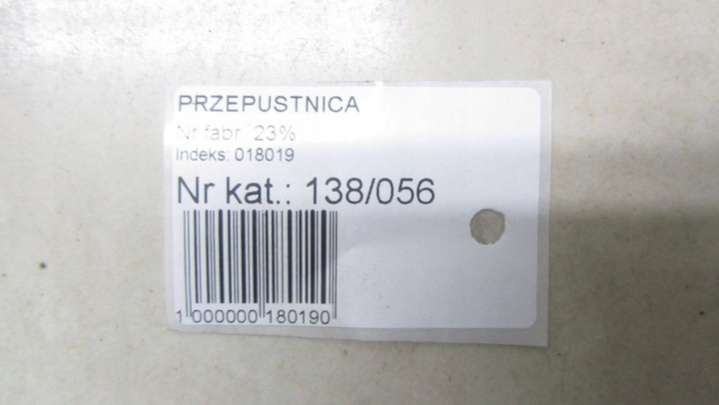 PRZEPUSTNICA
Nr fabr. 23%
Indeks: 018019
Nr kat.: 138/056
1 000000 180190